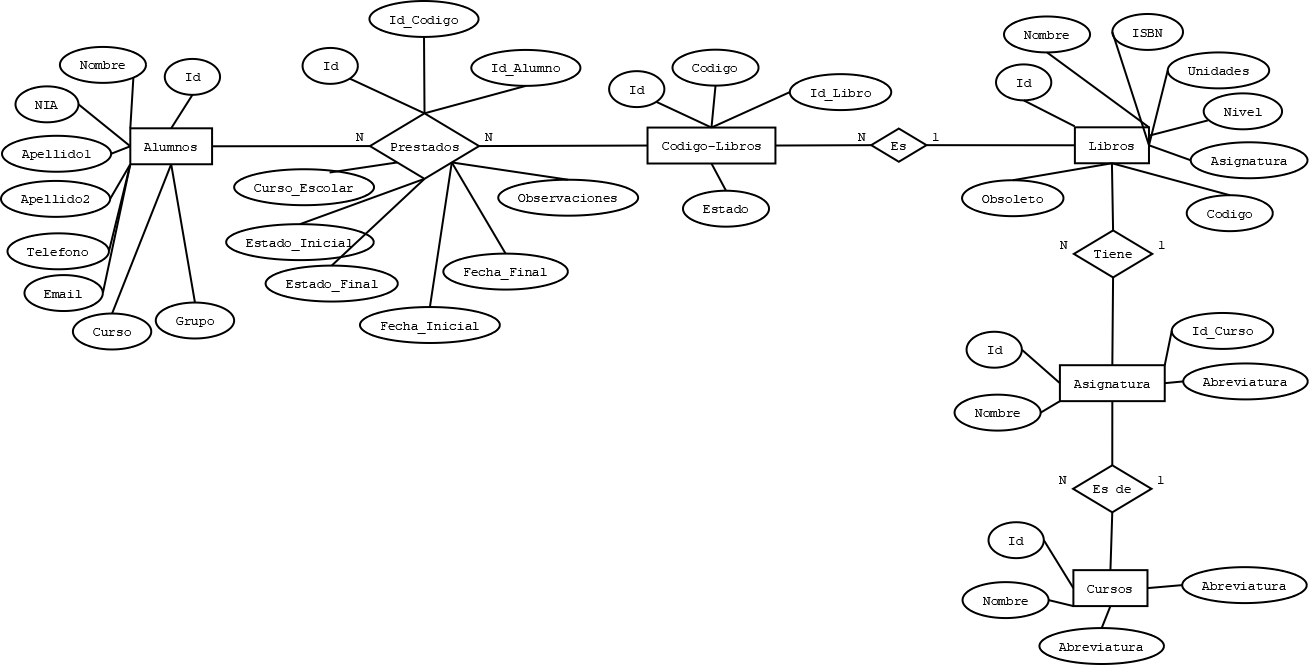 Id_Codigo
Nombre
Id
Id
Id_Alumno
NIA
Apellido1
Apellido2
Telefono
Email
Curso
Grupo
Alumnos
N
Prestados
N
Curso_Escolar
Estado_Inicial
Estado_Final
Fecha_Inicial
Fecha_Final
Observaciones
Id
Codigo
Id_Libro
Codigo-Libros
Estado
N
Es
1
Nombre
ISBN
Id
Unidades
Nivel
Libros
Asignatura
Obsoleto
Codigo
N
Tiene
1
Id
Id_Curso
Asignatura
Abreviatura
Nombre
N
Es de
1
Id
Cursos
Abreviatura
Nombre
Abreviatura